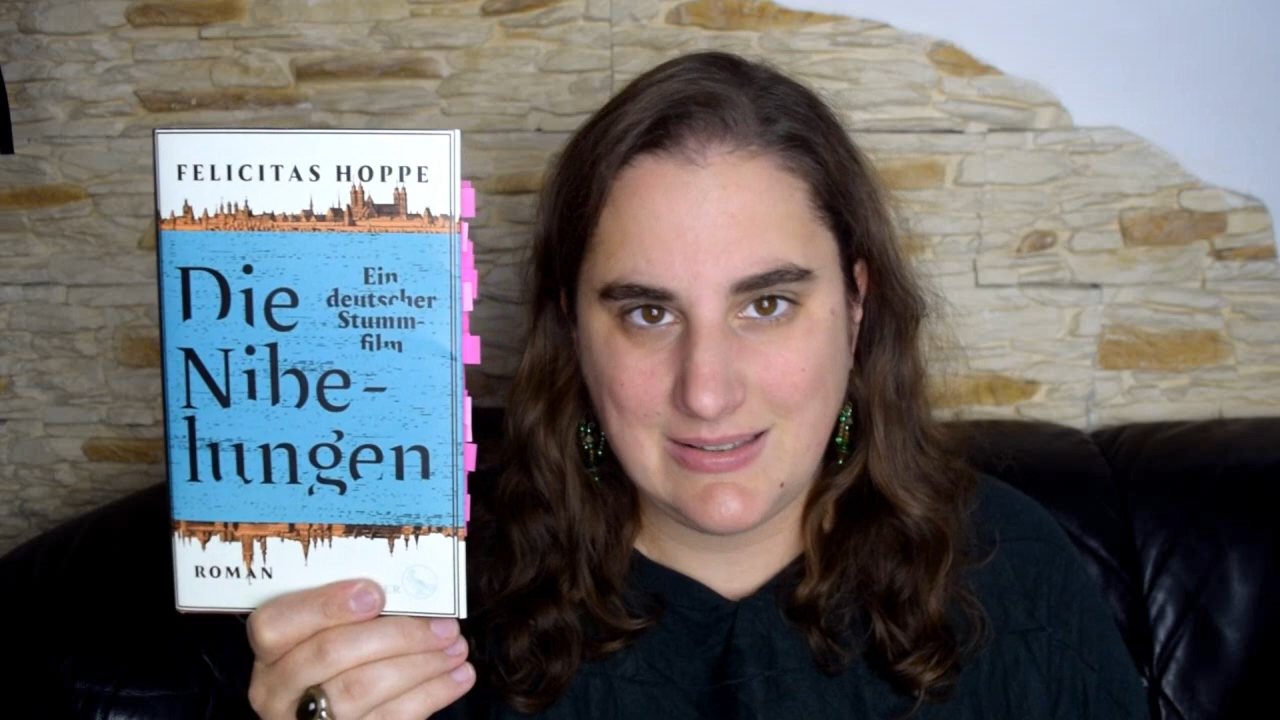 FELICITAS HOPPE
Die
Nibe-
lungen
Ein
deutscher
Stumm-
film
ROMAN